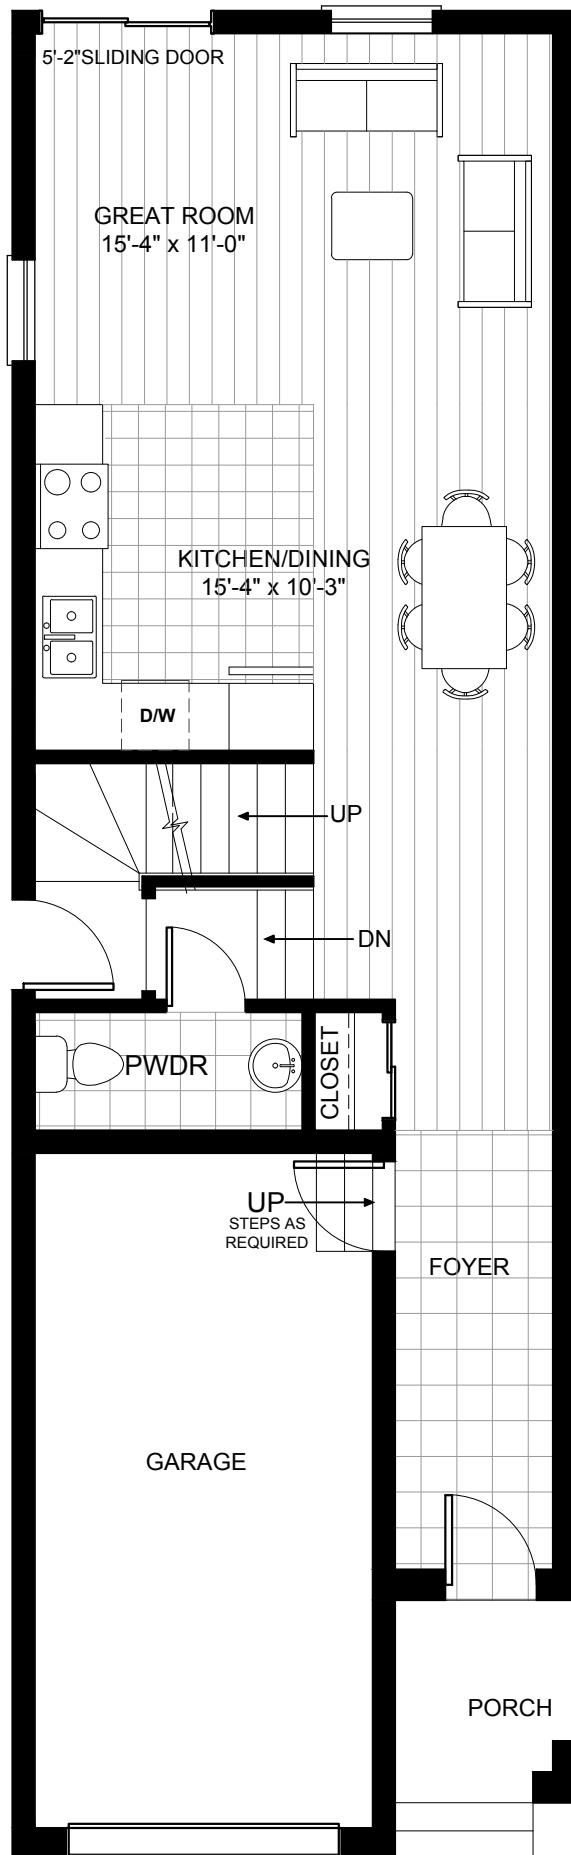 5'-2"SLIDING DOOR
GREAT ROOM
15'-4" x 11'-0"
KITCHEN/DINING
15'-4" x 10'-3"
D/W
UP
DN
PWDR
CLOSET
UP
STEPS AS
REQUIRED
FOYER
GARAGE
PORCH